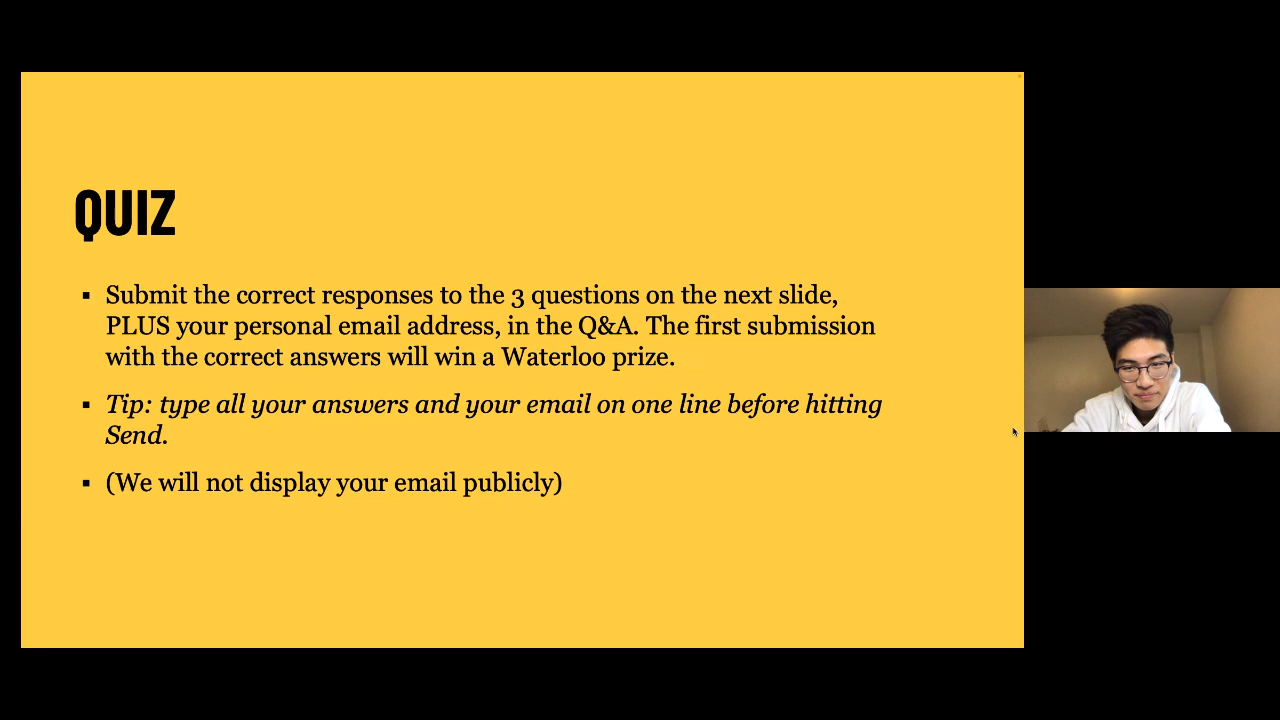 QUIZ
▪ Submit the correct responses to the 3 questions on the next slide,
PLUS your personal email address, in the Q&A. The first submission
with the correct answers will win a Waterloo prize.
▪ Tip: type all your answers and your email on one line before hitting
Send.
▪ (We will not display your email publicly)